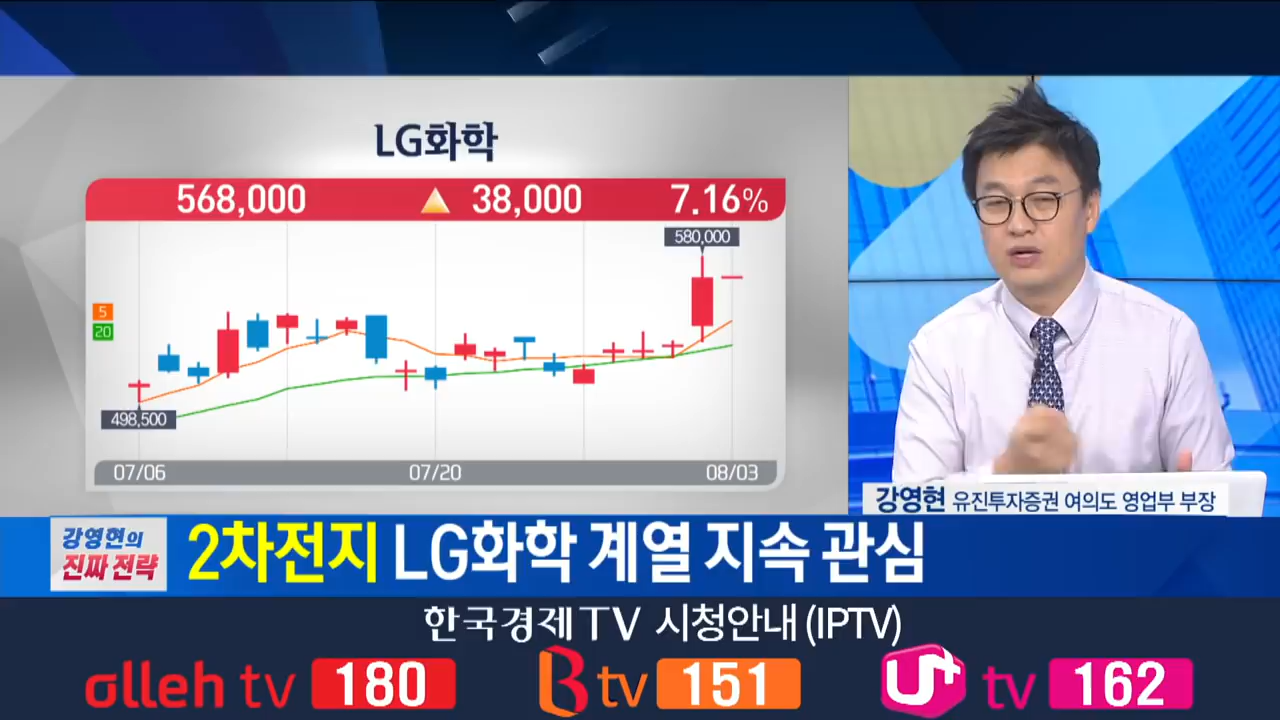 LG화학
568,000 ▲ 38,000 7.16%
580,000
5
20
498,500
07/06 07/20 08/03
강영현 유진투자증권 여의도 영업부 부장
강영현의
진짜 전략
2차전지 LG화학 계열 지속 관심
한국경제TV 시청안내 (IPTV)
olleh tv 180 B tv 151 U+ tv 162